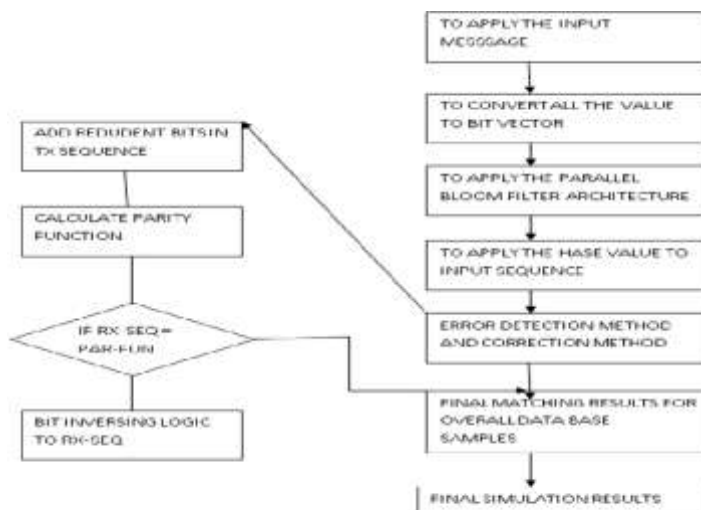 TO APPLY THE INPUT
MESSSAGE
TO CONVERT ALL THE VALUE
TO BIT VECTOR
TO APPLY THE PARALLEL
BLOOM FILTER ARCHITECTURE
TO APPLY THE HASE VALUE TO
INPUT SEQUENCE
ERROR DETECTION METHOD
AND CORRECTION METHOD
FINAL MATCHING RESULTS FOR
OVERALL DATA BASE
SAMPLES
FINAL SIMULATION RESULTS
ADD REDUDENT BITS IN
TX SEQUENCE
CALCULATE PARITY
FUNCTION
IF RX SEQ =
PAR-FUN
BIT INVERSING LOGIC
TO RX-SEQ